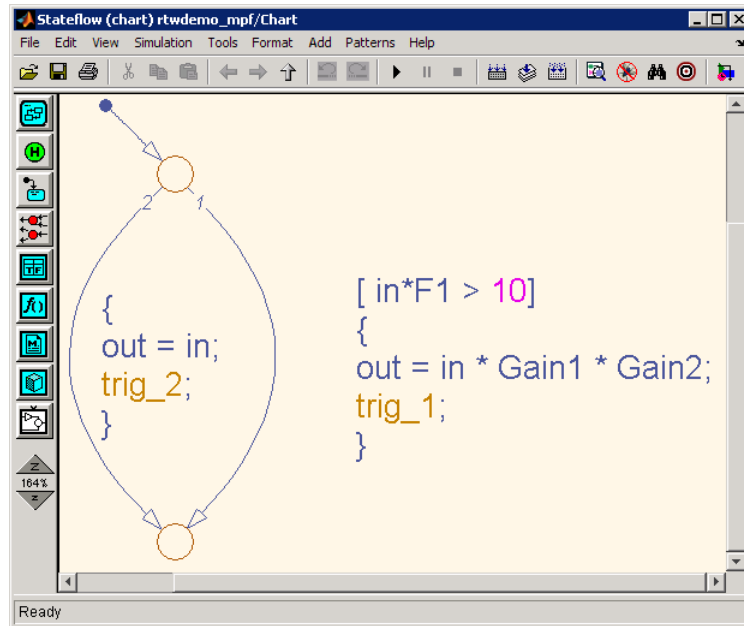 Stateflow (chart) rtwdemo_mpf/Chart
File Edit View Simulation Tools Format Add Patterns Help
H
2 1
TF
f()
M
{
out = in;
trig_2;
}
[ in*F1 > 10]
{
out = in * Gain1 * Gain2;
trig_1;
}
Z
164%
Z
Ready